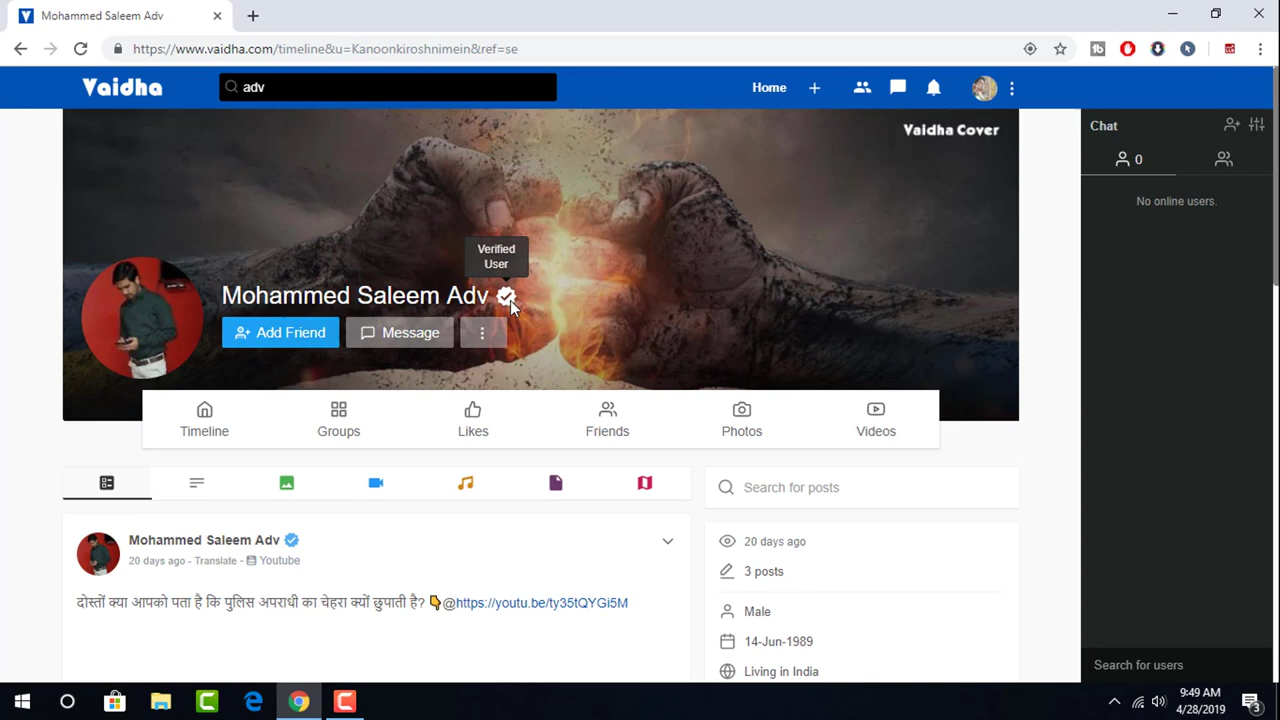 Mohammed Saleem Adv
https://www.vaidha.com/timeline&u=Kanoonkiroshnimein&ref=se
Vaidha
adv
Home
Vaidha Cover
Chat
0
No online users.
Verified
User
Mohammed Saleem Adv
Add Friend
Message
Timeline
Groups
Likes
Friends
Photos
Videos
Search for posts
Mohammed Saleem Adv
20 days ago - Translate - Youtube
दोस्तों क्या आपको पता है कि पुलिस अपराधी का चेहरा क्यों छुपाती है? 👇@https://youtu.be/ty35tQYGi5M
20 days ago
3 posts
Male
14-Jun-1989
Living in India
Search for users
9:49 AM
4/28/2019
3